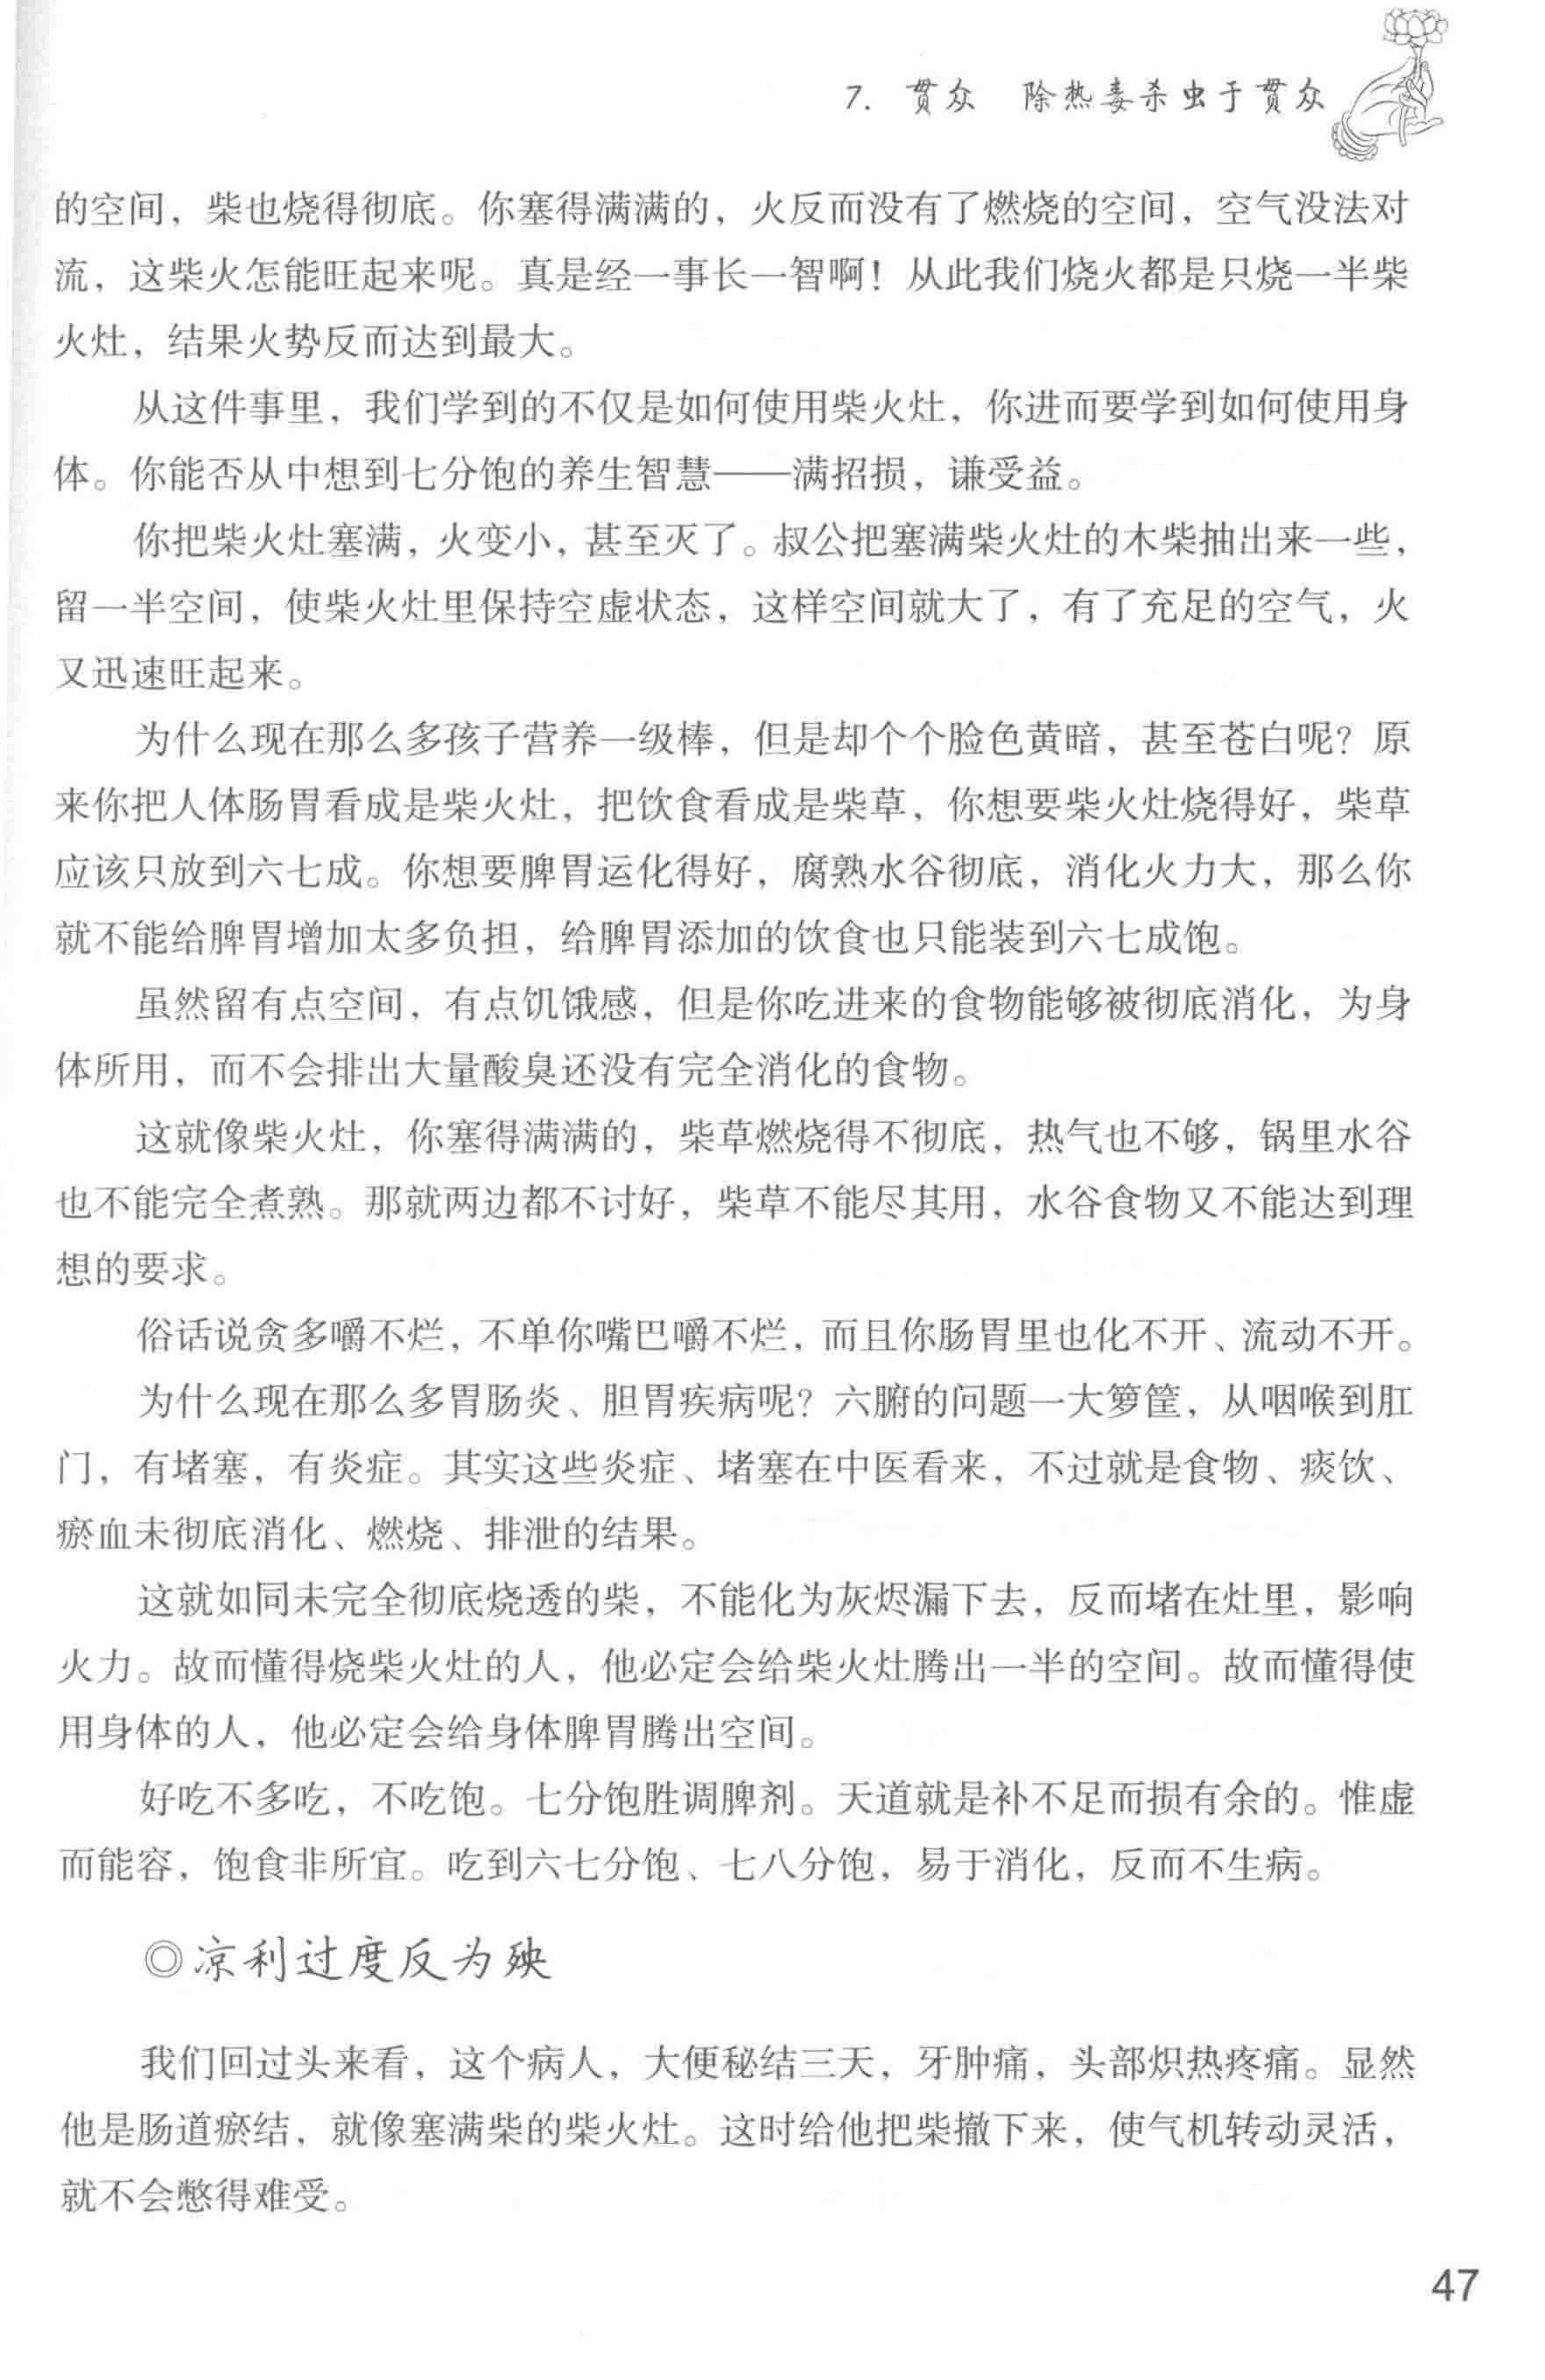 7. 贯众 除热毒杀虫于贯众
的空间，柴也烧得彻底。你塞得满满的，火反而没有了燃烧的空间，空气没法对
流，这柴火怎能旺起来呢。真是经一事长一智啊！从此我们烧火都是只烧一半柴
火灶，结果火势反而达到最大。
从这件事里，我们学到的不仅是如何使用柴火灶，你进而要学到如何使用身
体。你能否从中想到七分饱的养生智慧——满招损，谦受益。
你把柴火灶塞满，火变小，甚至灭了。叔公把塞满柴火灶的木柴抽出来一些，
留一半空间，使柴火灶里保持空虚状态，这样空间就大了，有了充足的空气，火
又迅速旺起来。
为什么现在那么多孩子营养一级棒，但是却个个脸色黄暗，甚至苍白呢？原
来你把人体肠胃看成是柴火灶，把饮食看成是柴草，你想要柴火灶烧得好，柴草
应该只放到六七成。你想要脾胃运化得好，腐熟水谷彻底，消化火力大，那么你
就不能给脾胃增加太多负担，给脾胃添加的饮食也只能装到六七成饱。
虽然留有点空间，有点饥饿感，但是你吃进来的食物能够被彻底消化，为身
体所用，而不会排出大量酸臭还没有完全消化的食物。
这就像柴火灶，你塞得满满的，柴草燃烧得不彻底，热气也不够，锅里水谷
也不能完全煮熟。那就两边都不讨好，柴草不能尽其用，水谷食物又不能达到理
想的要求。
俗话说贪多嚼不烂，不单你嘴巴嚼不烂，而且你肠胃里也化不开、流动不开。
为什么现在那么多胃肠炎、胆胃疾病呢？六腑的问题一大箩筐，从咽喉到肛
门，有堵塞，有炎症。其实这些炎症、堵塞在中医看来，不过就是食物、痰饮、
瘀血未彻底消化、燃烧、排泄的结果。
这就如同未完全彻底烧透的柴，不能化为灰烬漏下去，反而堵在灶里，影响
火力。故而懂得烧柴火灶的人，他必定会给柴火灶腾出一半的空间。故而懂得使
用身体的人，他必定会给身体脾胃腾出空间。
好吃不多吃，不吃饱。七分饱胜调脾剂。天道就是补不足而损有余的。惟虚
而能容，饱食非所宜。吃到六七分饱、七八分饱，易于消化，反而不生病。
◎凉利过度反为殃
我们回过头来看，这个病人，大便秘结三天，牙肿痛，头部炽热疼痛。显然
他是肠道瘀结，就像塞满柴的柴火灶。这时给他把柴撤下来，使气机转动灵活，
就不会憋得难受。
47